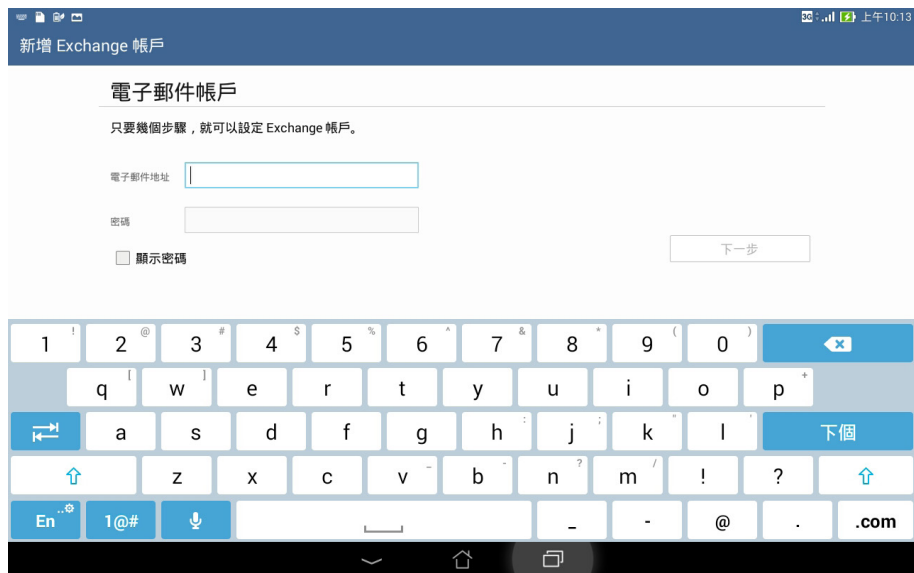 3G 上午10:13
新增 Exchange 帳戶
電子郵件帳戶
只要幾個步驟，就可以設定 Exchange 帳戶。
電子郵件地址
密碼
顯示密碼
下一步
1 ! 2 @ 3 # 4 $ 5 % 6 ^ 7 & 8 * 9 ( 0 )
q [ w ] e r t y u i o p +
a s d f g h : j ; k " l ' 下個
z x c v _ b - n ? m / ! ?
En 1@# _ - @ . .com